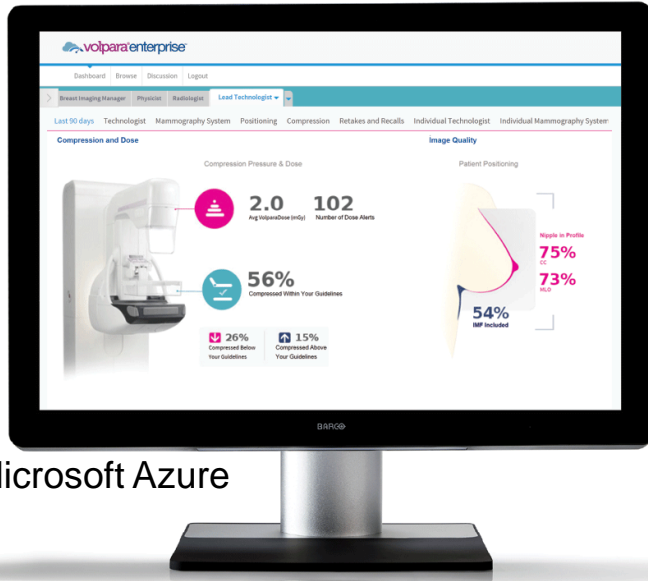 volpara enterprise
Dashboard Browse Discussion Logout
Breast Imaging Manager Physicist Radiologist Lead Technologist
Last 90 days Technologist Mammography System Positioning Compression Retakes and Recalls Individual Technologist Individual Mammography System
Compression and Dose
Image Quality
Compression Pressure & Dose
Patient Positioning
2.0
Avg VolparaDose (mGy)
102
Number of Dose Alerts
56%
Compressed Within Your Guidelines
26%
Compressed Below
Your Guidelines
15%
Compressed Above
Your Guidelines
Nipple in Profile
75%
CC
73%
MLO
54%
IMF Included
BARCO
Microsoft Azure